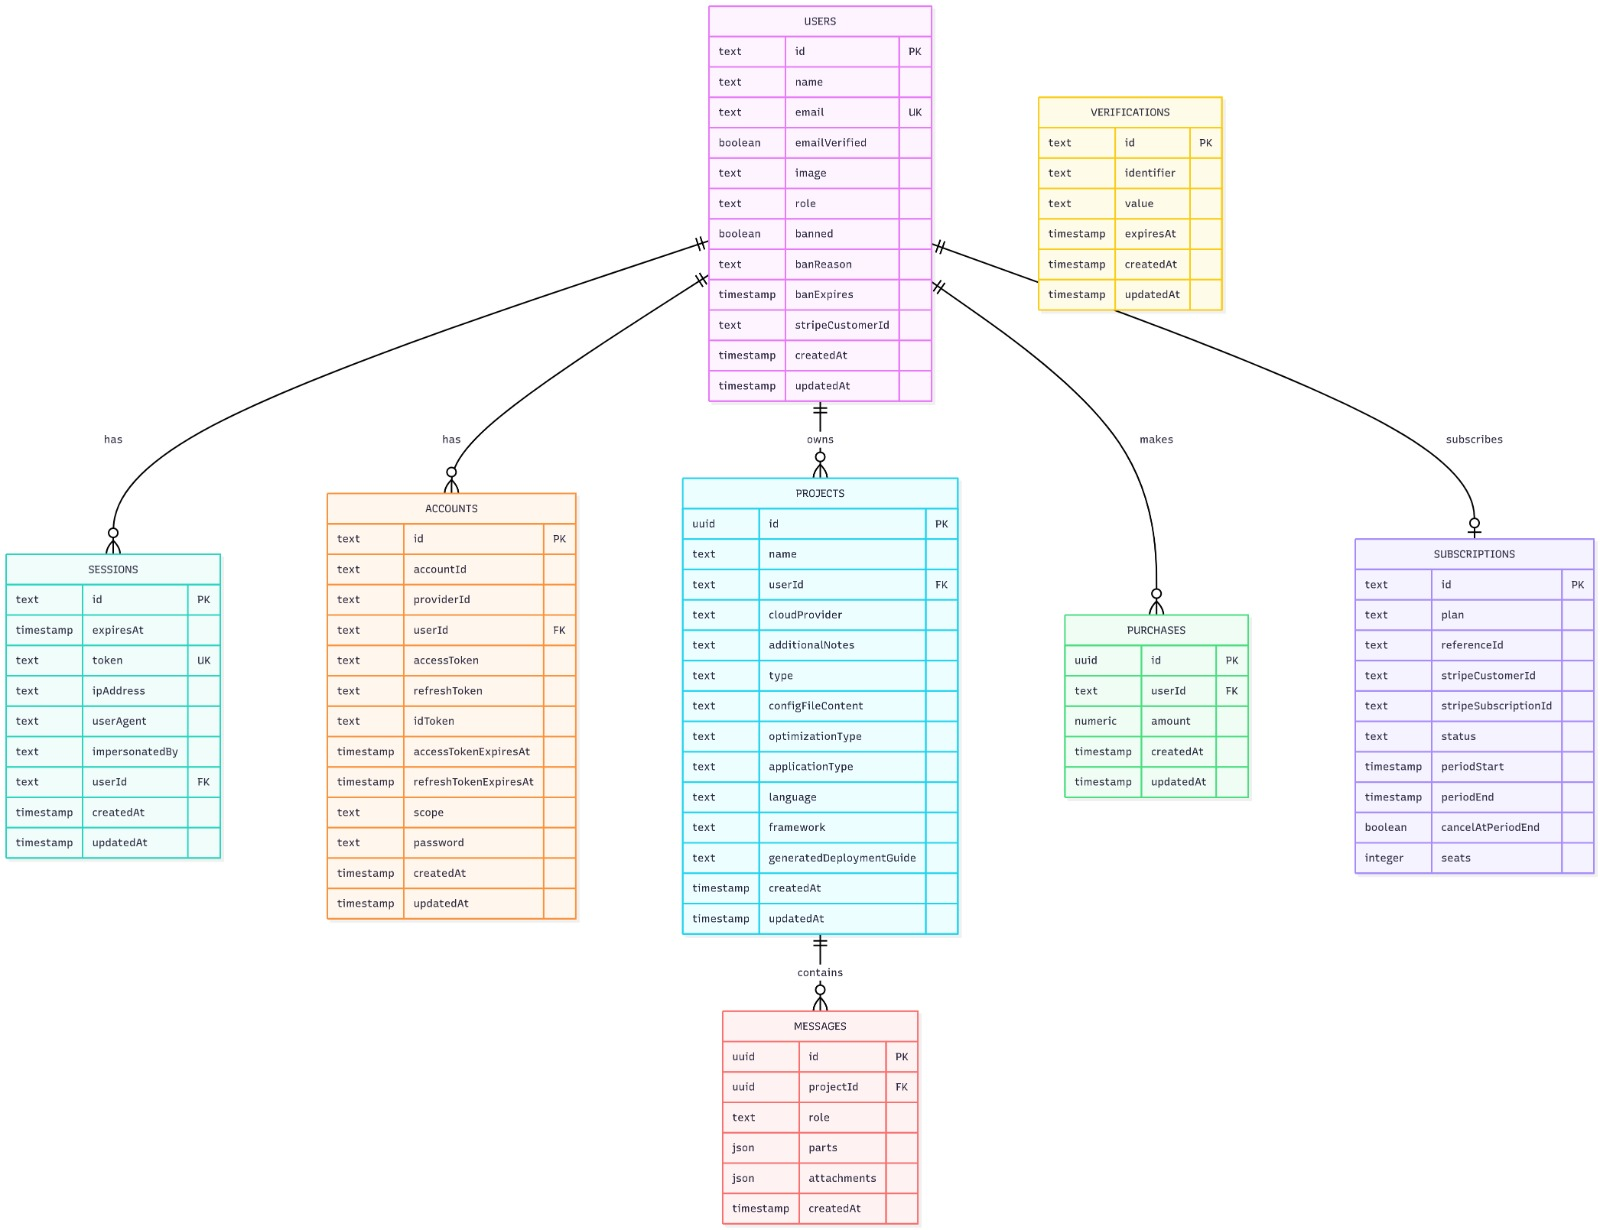 USERS
text id PK
text name
text email UK
boolean emailVerified
text image
text role
boolean banned
text banReason
timestamp banExpires
text stripeCustomerId
timestamp createdAt
timestamp updatedAt
VERIFICATIONS
text id PK
text identifier
text value
timestamp expiresAt
timestamp createdAt
timestamp updatedAt
has
has
owns
makes
subscribes
SESSIONS
text id PK
timestamp expiresAt
text token UK
text ipAddress
text userAgent
text impersonatedBy
text userId FK
timestamp createdAt
timestamp updatedAt
ACCOUNTS
text id PK
text accountId
text providerId
text userId FK
text accessToken
text refreshToken
text idToken
timestamp accessTokenExpiresAt
timestamp refreshTokenExpiresAt
text scope
text password
timestamp createdAt
timestamp updatedAt
PROJECTS
uuid id PK
text name
text userId FK
text cloudProvider
text additionalNotes
text type
text configFileContent
text optimizationType
text applicationType
text language
text framework
text generatedDeploymentGuide
timestamp createdAt
timestamp updatedAt
PURCHASES
uuid id PK
text userId FK
numeric amount
timestamp createdAt
timestamp updatedAt
SUBSCRIPTIONS
text id PK
text plan
text referenceId
text stripeCustomerId
text stripeSubscriptionId
text status
timestamp periodStart
timestamp periodEnd
boolean cancelAtPeriodEnd
integer seats
contains
MESSAGES
uuid id PK
uuid projectId FK
text role
json parts
json attachments
timestamp createdAt